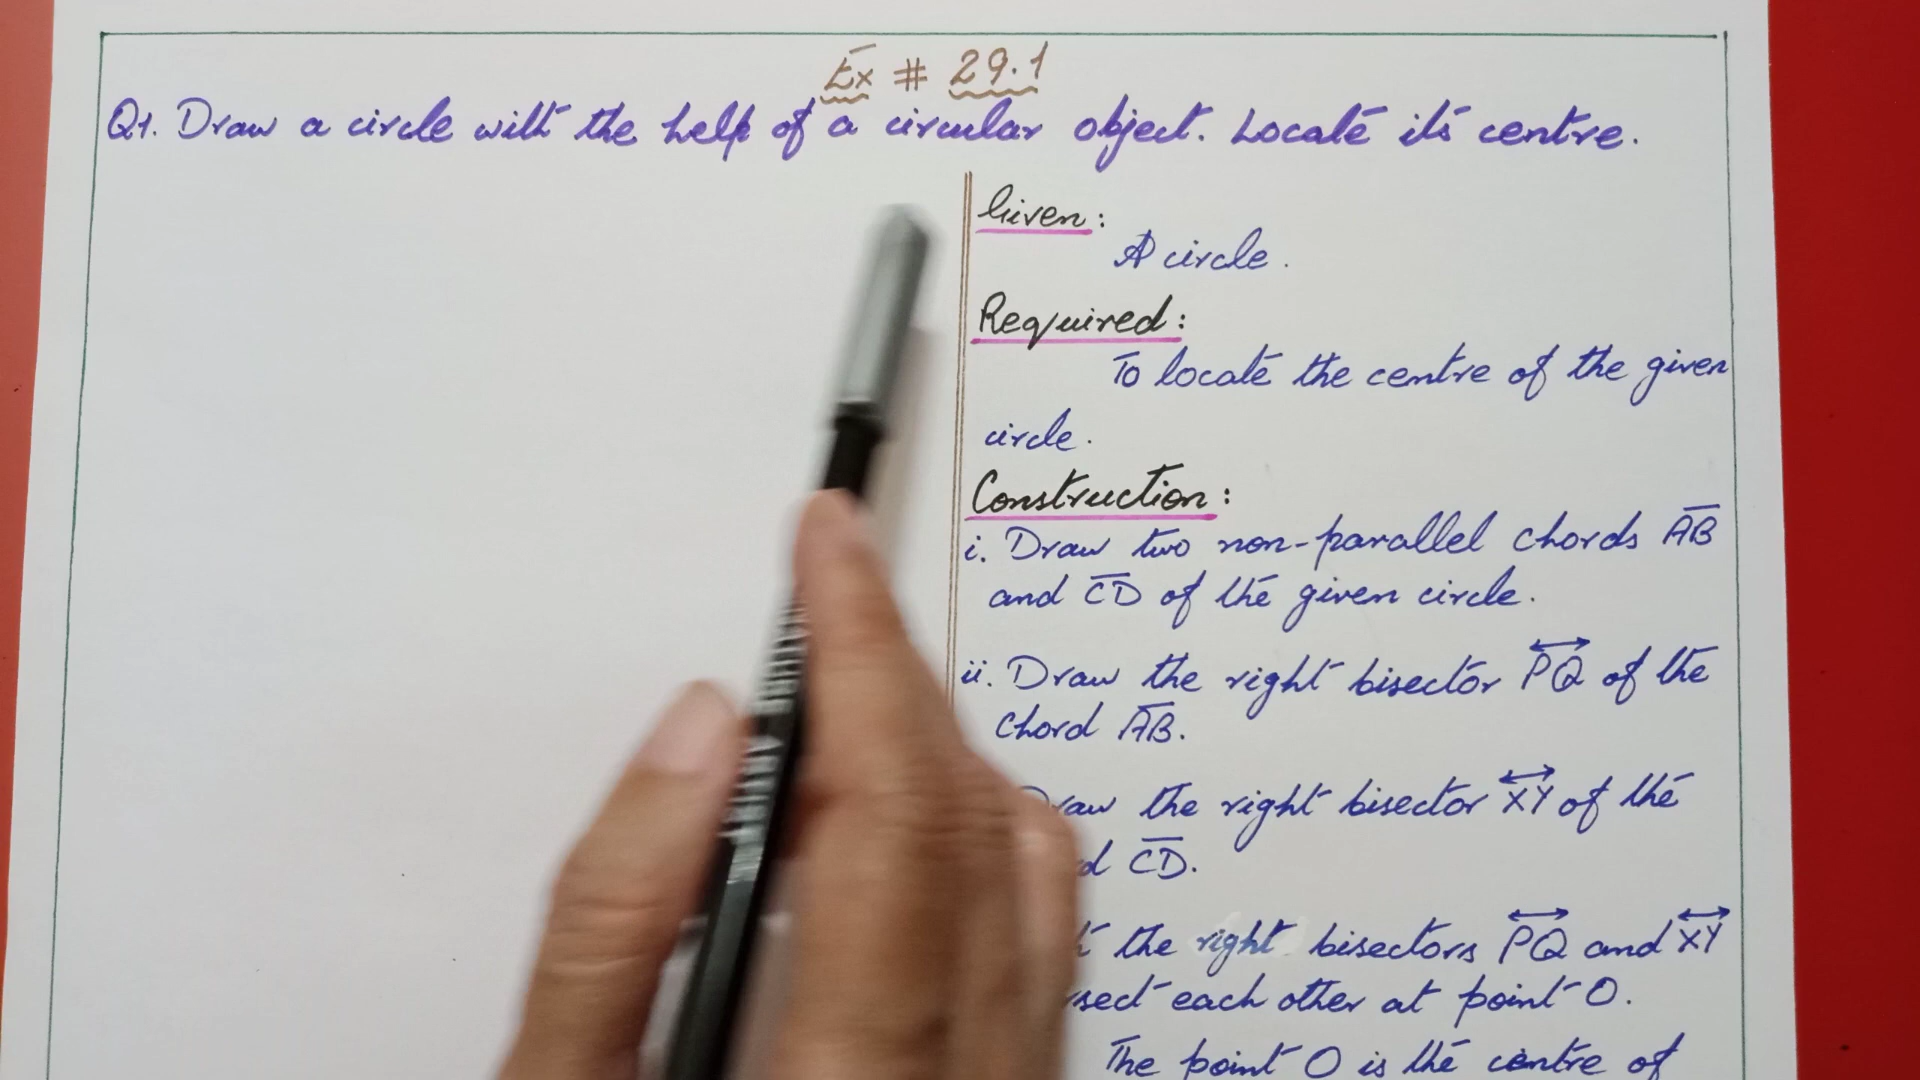 Ex # 29.1
Q1. Draw a circle with the help of a circular object. Locate its centre.
Given:
A circle.
Required:
To locate the centre of the given
circle.
Construction:
i. Draw two non-parallel chords AB
and CD of the given circle.
ii. Draw the right bisector PQ of the
chord AB.
Draw the right bisector XY of the
CD.
the right bisectors PQ and XY
each other at point O.
The point O is the centre of